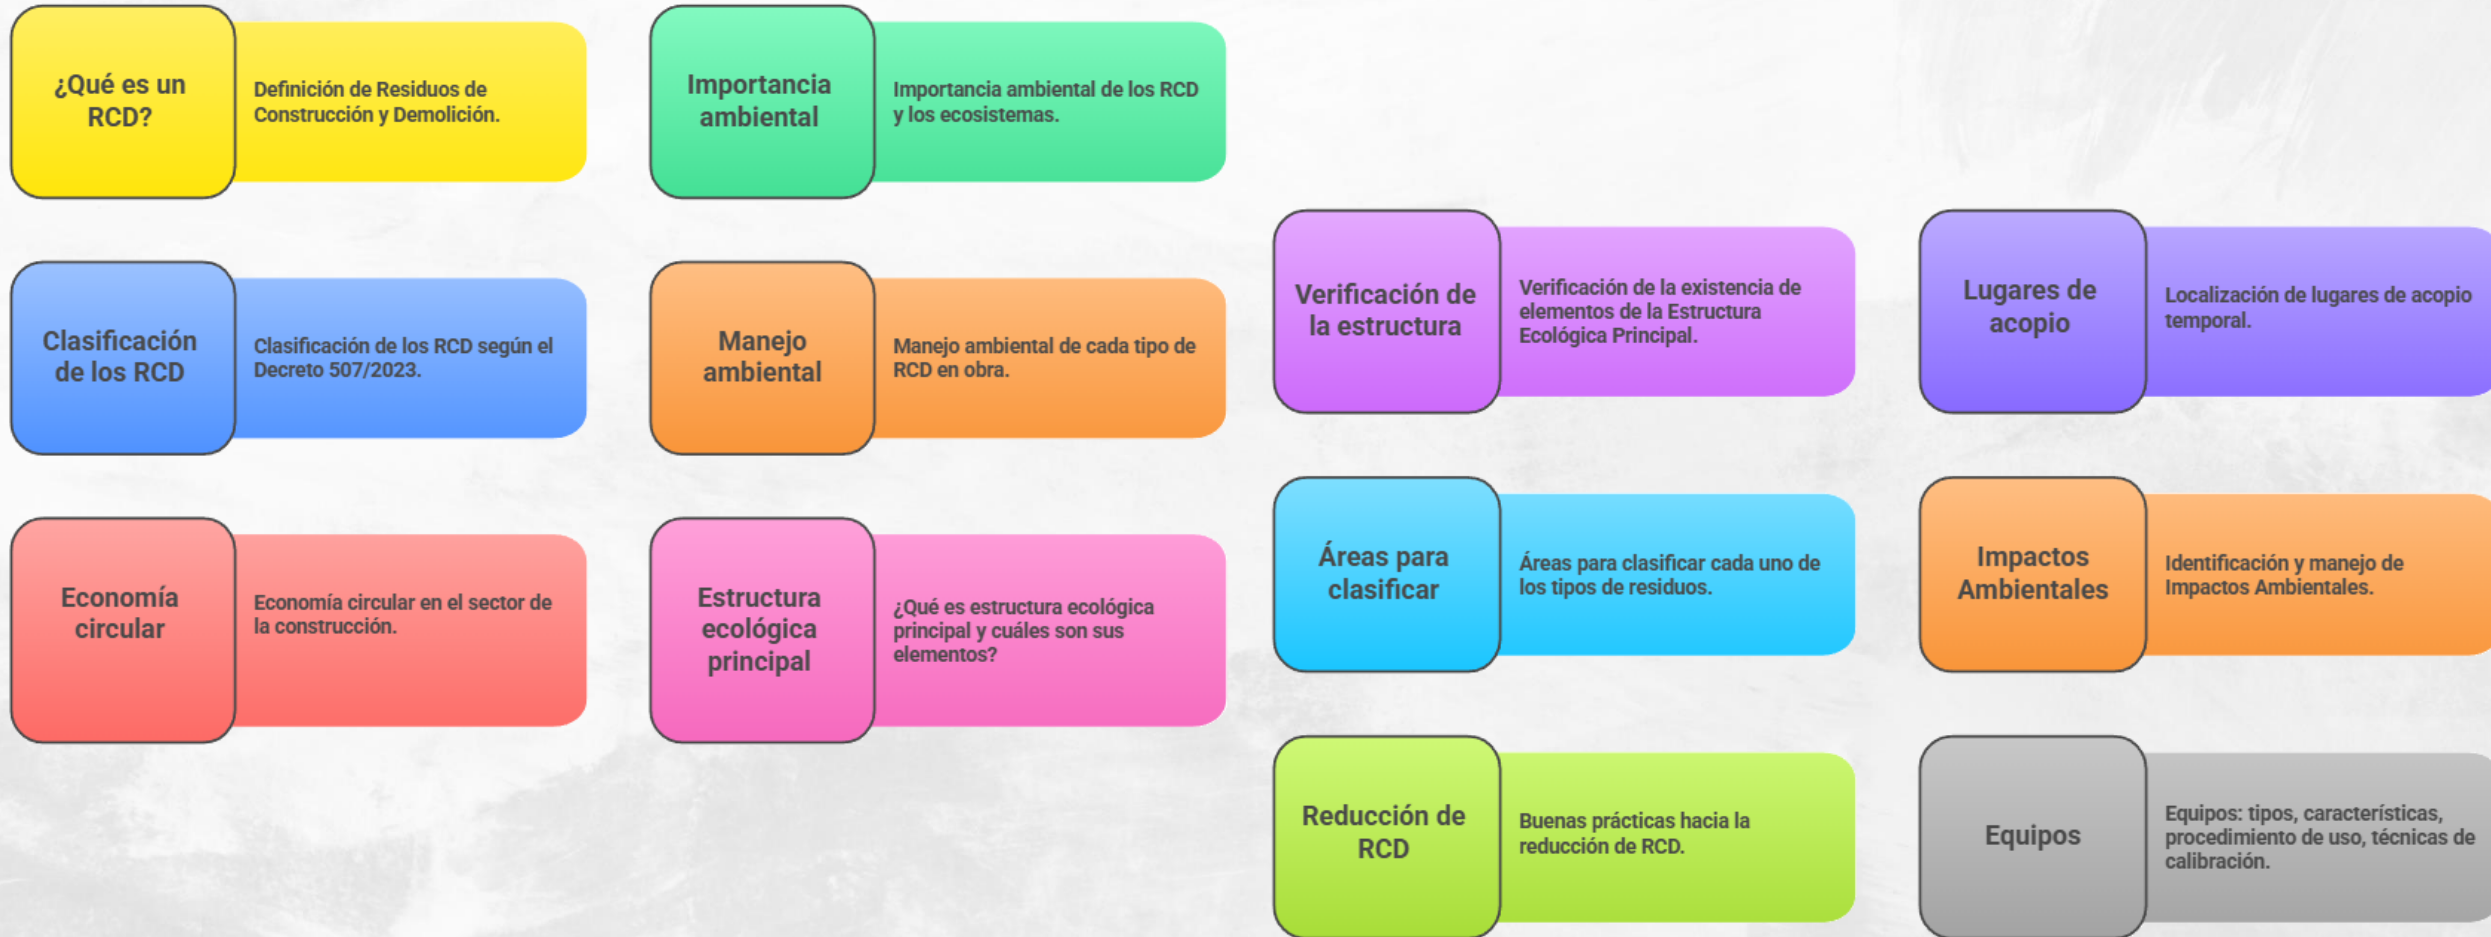 ¿Qué es un
RCD?
Definición de Residuos de
Construcción y Demolición.
Clasificación
de los RCD
Clasificación de los RCD según el
Decreto 507/2023.
Economía
circular
Economía circular en el sector de
la construcción.
Importancia
ambiental
Importancia ambiental de los RCD
y los ecosistemas.
Manejo
ambiental
Manejo ambiental de cada tipo de
RCD en obra.
Estructura
ecológica
principal
¿Qué es estructura ecológica
principal y cuáles son sus
elementos?
Verificación de
la estructura
Verificación de la existencia de
elementos de la Estructura
Ecológica Principal.
Áreas para
clasificar
Áreas para clasificar cada uno de
los tipos de residuos.
Reducción de
RCD
Buenas prácticas hacia la
reducción de RCD.
Lugares de
acopio
Localización de lugares de acopio
temporal.
Impactos
Ambientales
Identificación y manejo de
Impactos Ambientales.
Equipos
Equipos: tipos, características,
procedimiento de uso, técnicas de
calibración.